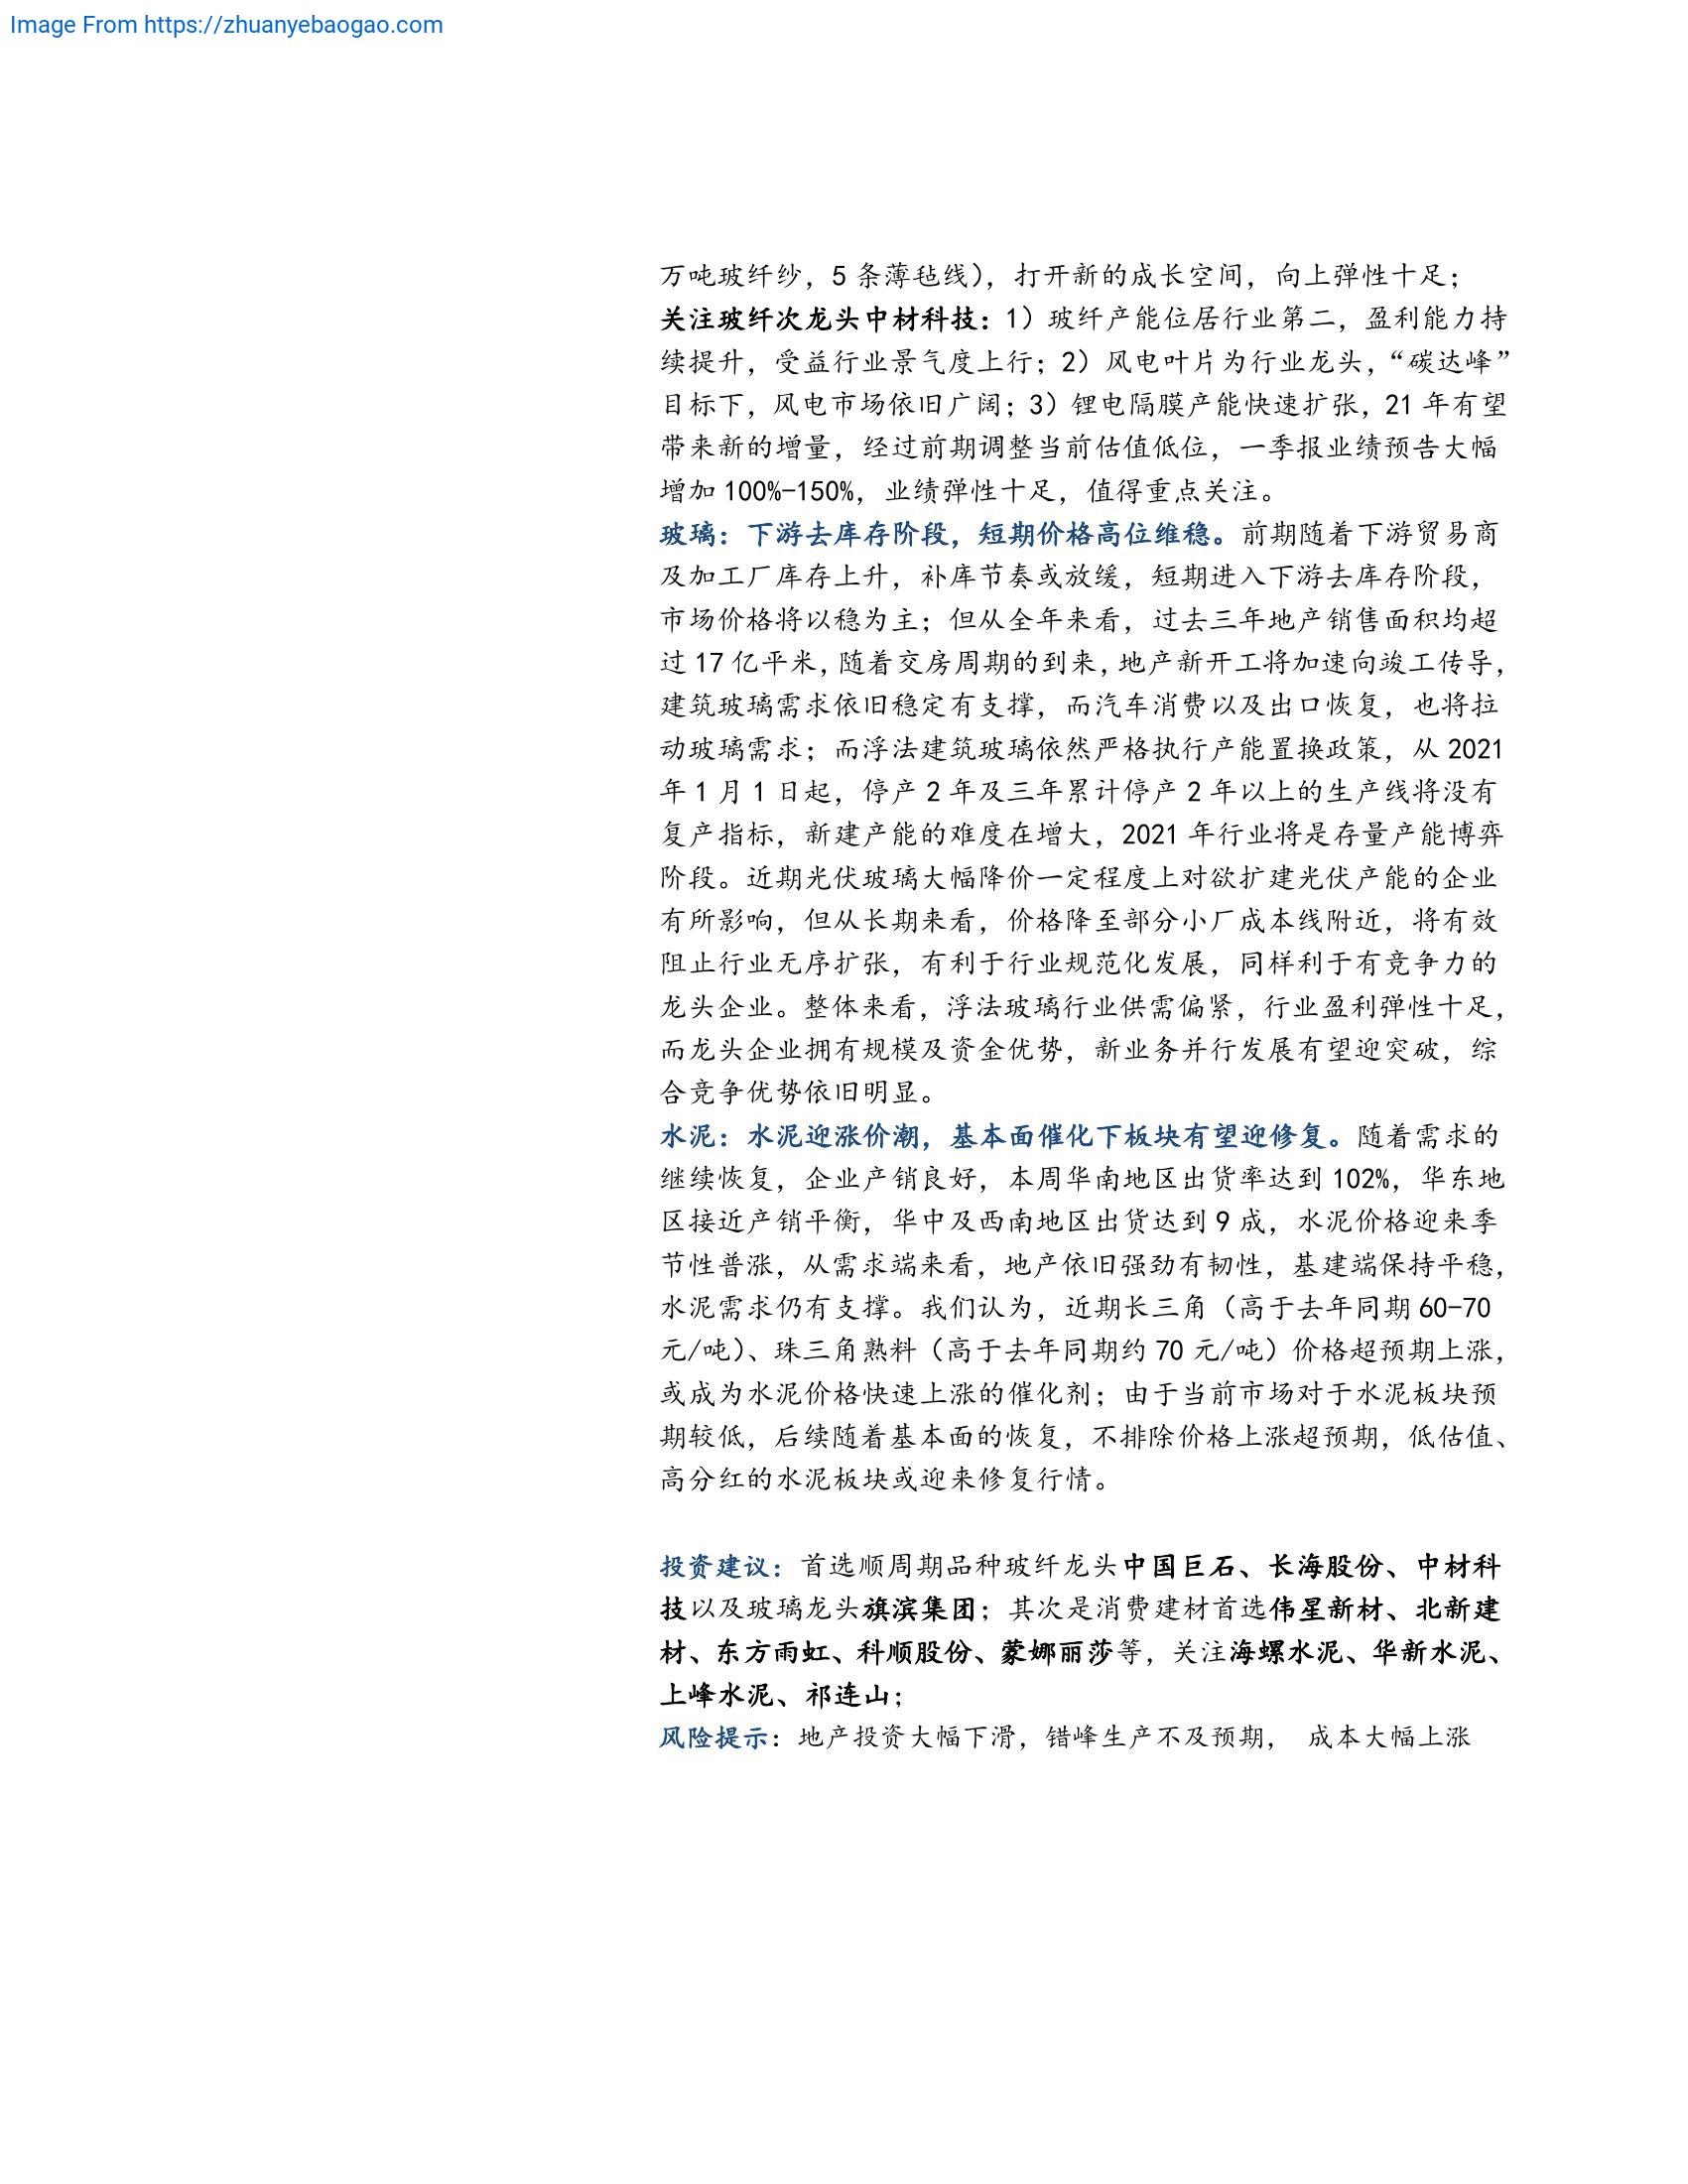 Image From https://zhuanyebaogao.com
万吨玻纤纱，5 条薄毡线），打开新的成长空间，向上弹性十足；
关注玻纤次龙头中材科技：1）玻纤产能位居行业第二，盈利能力持
续提升，受益行业景气度上行；2）风电叶片为行业龙头，“碳达峰”
目标下，风电市场依旧广阔；3）锂电隔膜产能快速扩张，21 年有望
带来新的增量，经过前期调整当前估值低位，一季报业绩预告大幅
增加 100%-150%，业绩弹性十足，值得重点关注。
玻璃：下游去库存阶段，短期价格高位维稳。前期随着下游贸易商
及加工厂库存上升，补库节奏或放缓，短期进入下游去库存阶段，
市场价格将以稳为主；但从全年来看，过去三年地产销售面积均超
过 17 亿平米，随着交房周期的到来，地产新开工将加速向竣工传导，
建筑玻璃需求依旧稳定有支撑，而汽车消费以及出口恢复，也将拉
动玻璃需求；而浮法建筑玻璃依然严格执行产能置换政策，从 2021
年 1 月 1 日起，停产 2 年及三年累计停产 2 年以上的生产线将没有
复产指标，新建产能的难度在增大，2021 年行业将是存量产能博弈
阶段。近期光伏玻璃大幅降价一定程度上对欲扩建光伏产能的企业
有所影响，但从长期来看，价格降至部分小厂成本线附近，将有效
阻止行业无序扩张，有利于行业规范化发展，同样利于有竞争力的
龙头企业。整体来看，浮法玻璃行业供需偏紧，行业盈利弹性十足，
而龙头企业拥有规模及资金优势，新业务并行发展有望迎突破，综
合竞争优势依旧明显。
水泥：水泥迎涨价潮，基本面催化下板块有望迎修复。随着需求的
继续恢复，企业产销良好，本周华南地区出货率达到 102%，华东地
区接近产销平衡，华中及西南地区出货达到 9 成，水泥价格迎来季
节性普涨，从需求端来看，地产依旧强劲有韧性，基建端保持平稳，
水泥需求仍有支撑。我们认为，近期长三角（高于去年同期 60-70
元/吨）、珠三角熟料（高于去年同期约 70 元/吨）价格超预期上涨，
或成为水泥价格快速上涨的催化剂；由于当前市场对于水泥板块预
期较低，后续随着基本面的恢复，不排除价格上涨超预期，低估值、
高分红的水泥板块或迎来修复行情。
投资建议：首选顺周期品种玻纤龙头中国巨石、长海股份、中材科
技以及玻璃龙头旗滨集团；其次是消费建材首选伟星新材、北新建
材、东方雨虹、科顺股份、蒙娜丽莎等，关注海螺水泥、华新水泥、
上峰水泥、祁连山；
风险提示：地产投资大幅下滑，错峰生产不及预期， 成本大幅上涨